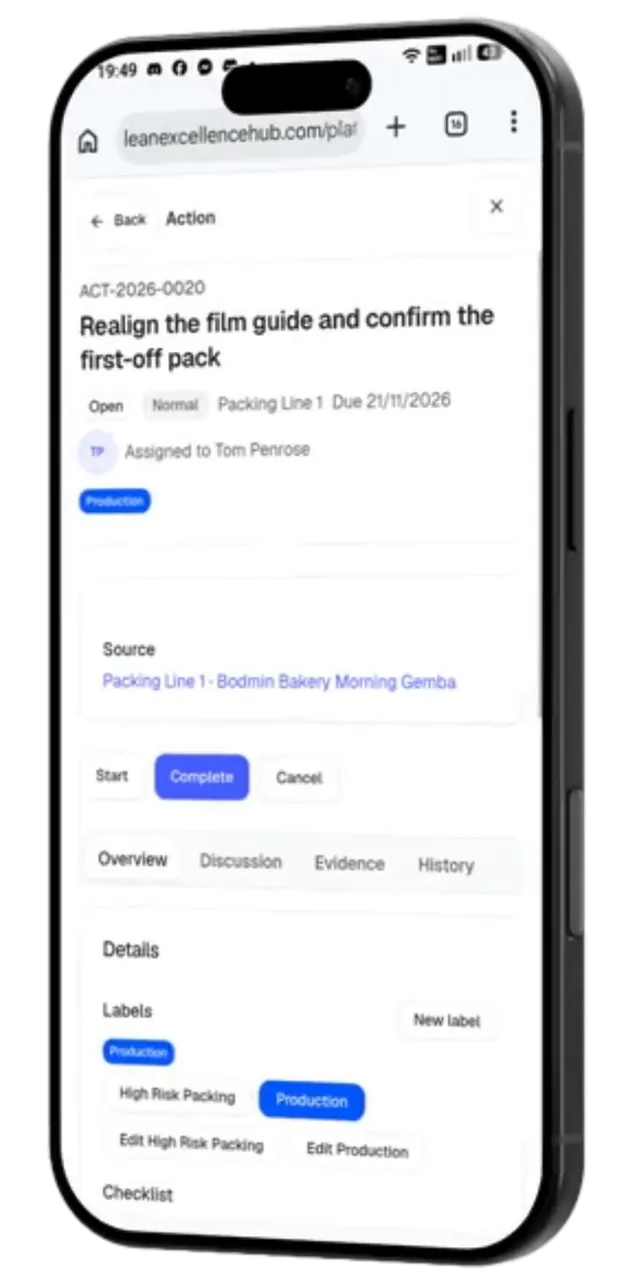 19:49
leanexcellencehub.com/plat
16
← Back Action ×
ACT-2026-0020
Realign the film guide and confirm the
first-off pack
Open Normal Packing Line 1 Due 21/11/2026
TP Assigned to Tom Penrose
Production
Source
Packing Line 1 - Bodmin Bakery Morning Gemba
Start Complete Cancel
Overview Discussion Evidence History
Details
Labels New label
Production
High Risk Packing Production
Edit High Risk Packing Edit Production
Checklist